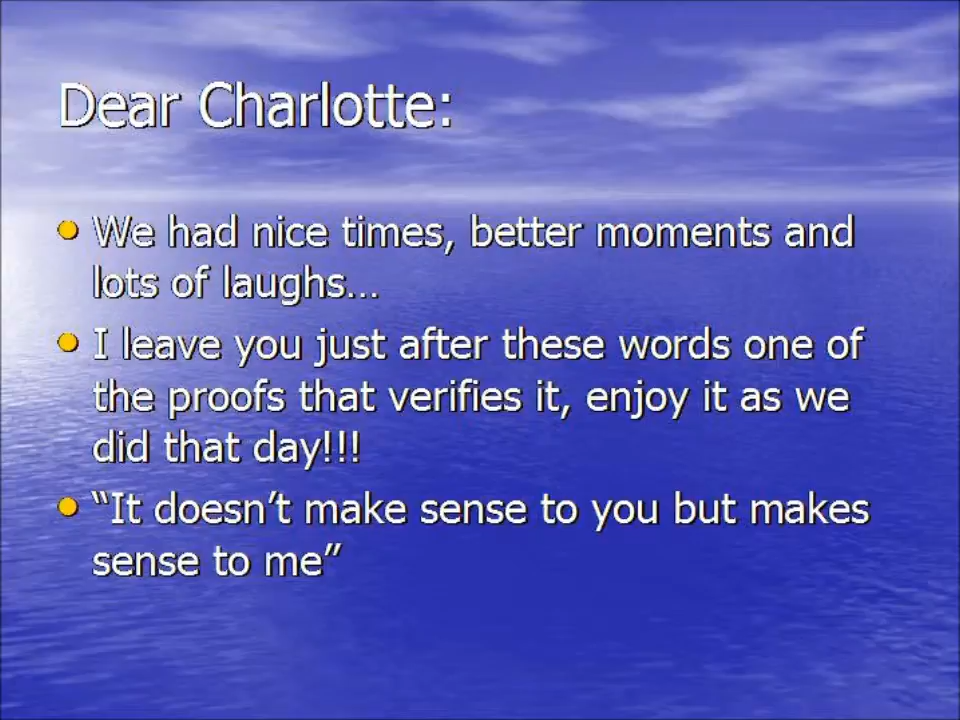 Dear Charlotte:
• We had nice times, better moments and
lots of laughs…
• I leave you just after these words one of
the proofs that verifies it, enjoy it as we
did that day!!!
• “It doesn’t make sense to you but makes
sense to me”